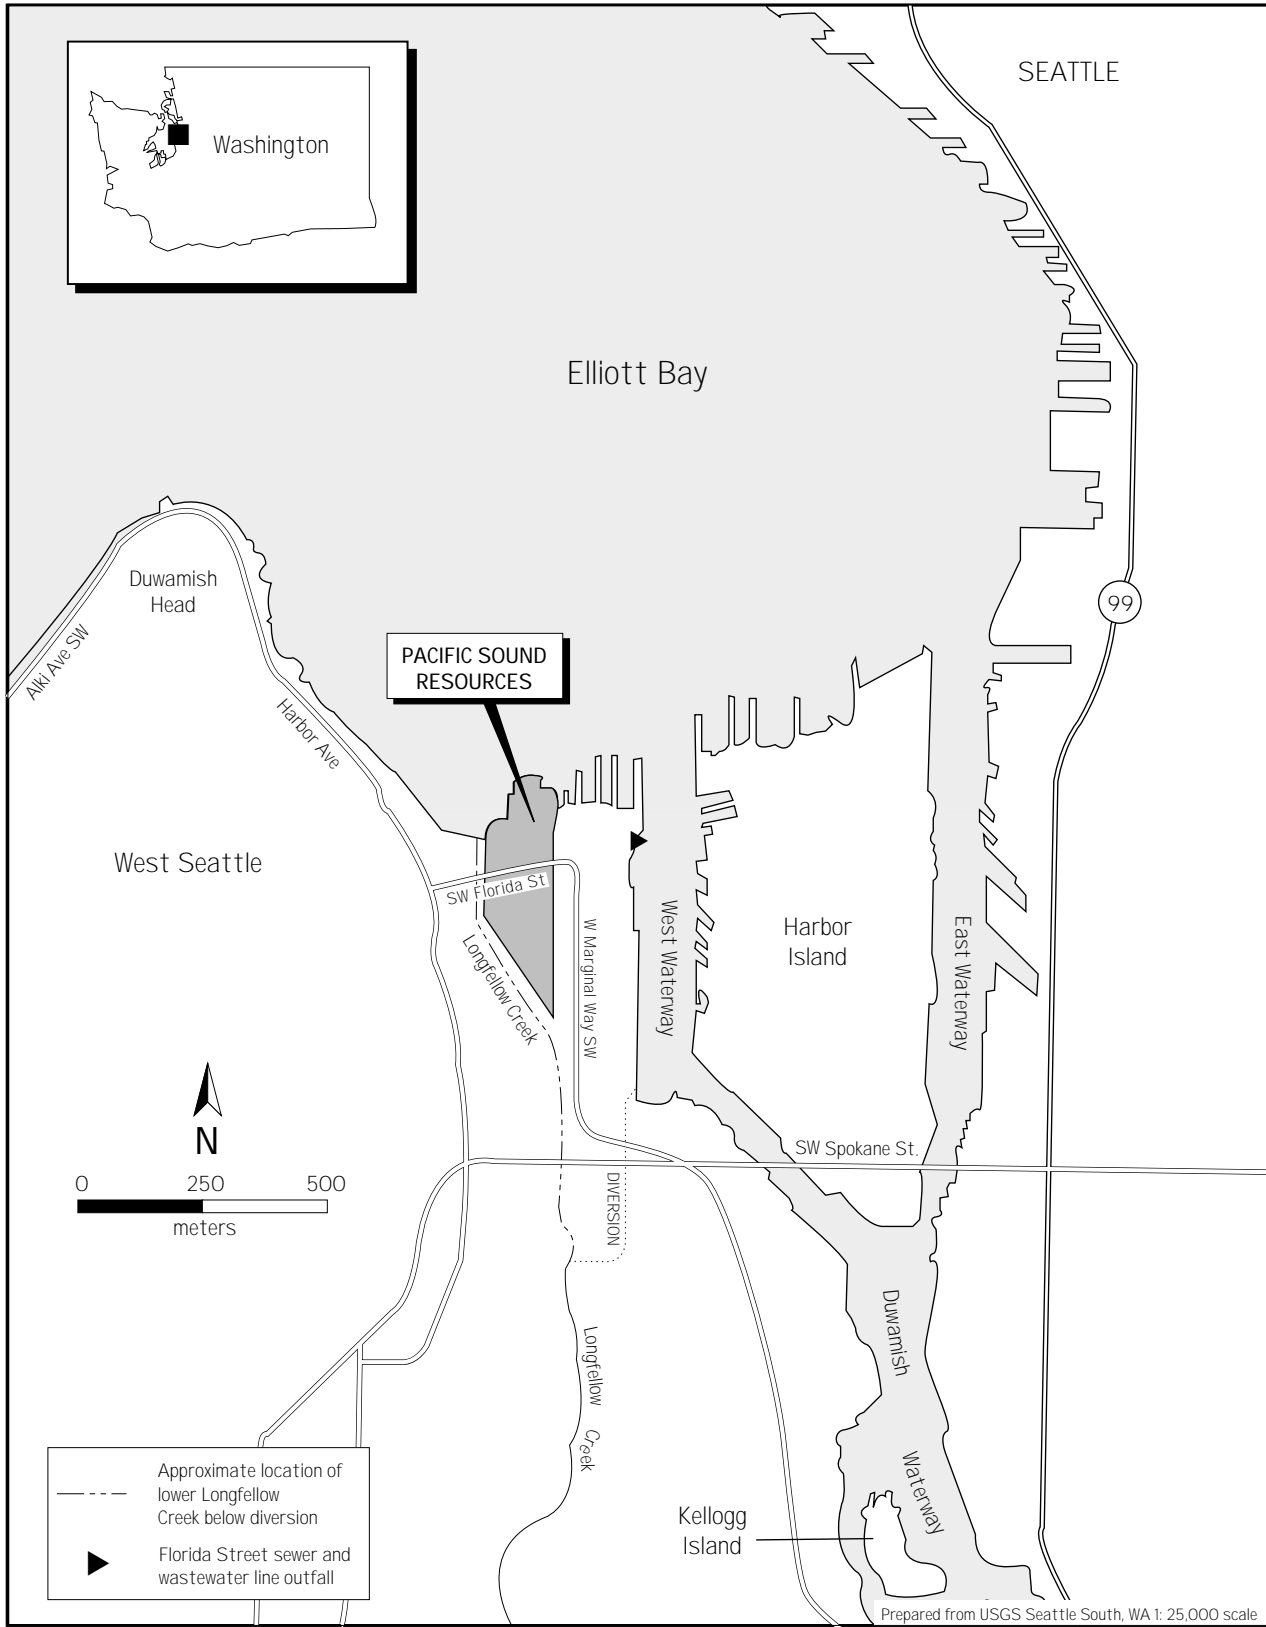 SEATTLE
Washington
Elliott Bay
Duwamish
Head
Alki Ave SW
Harbor Ave
PACIFIC SOUND
RESOURCES
99
West Seattle
SW Florida St
Longfellow Creek
W Marginal Way SW
West Waterway
Harbor
Island
East Waterway
N
0 250 500
meters
SW Spokane St.
DIVERSION
Longfellow Creek
Duwamish Waterway
Kellogg
Island
Approximate location of
lower Longfellow
Creek below diversion
Florida Street sewer and
wastewater line outfall
Prepared from USGS Seattle South, WA 1: 25,000 scale